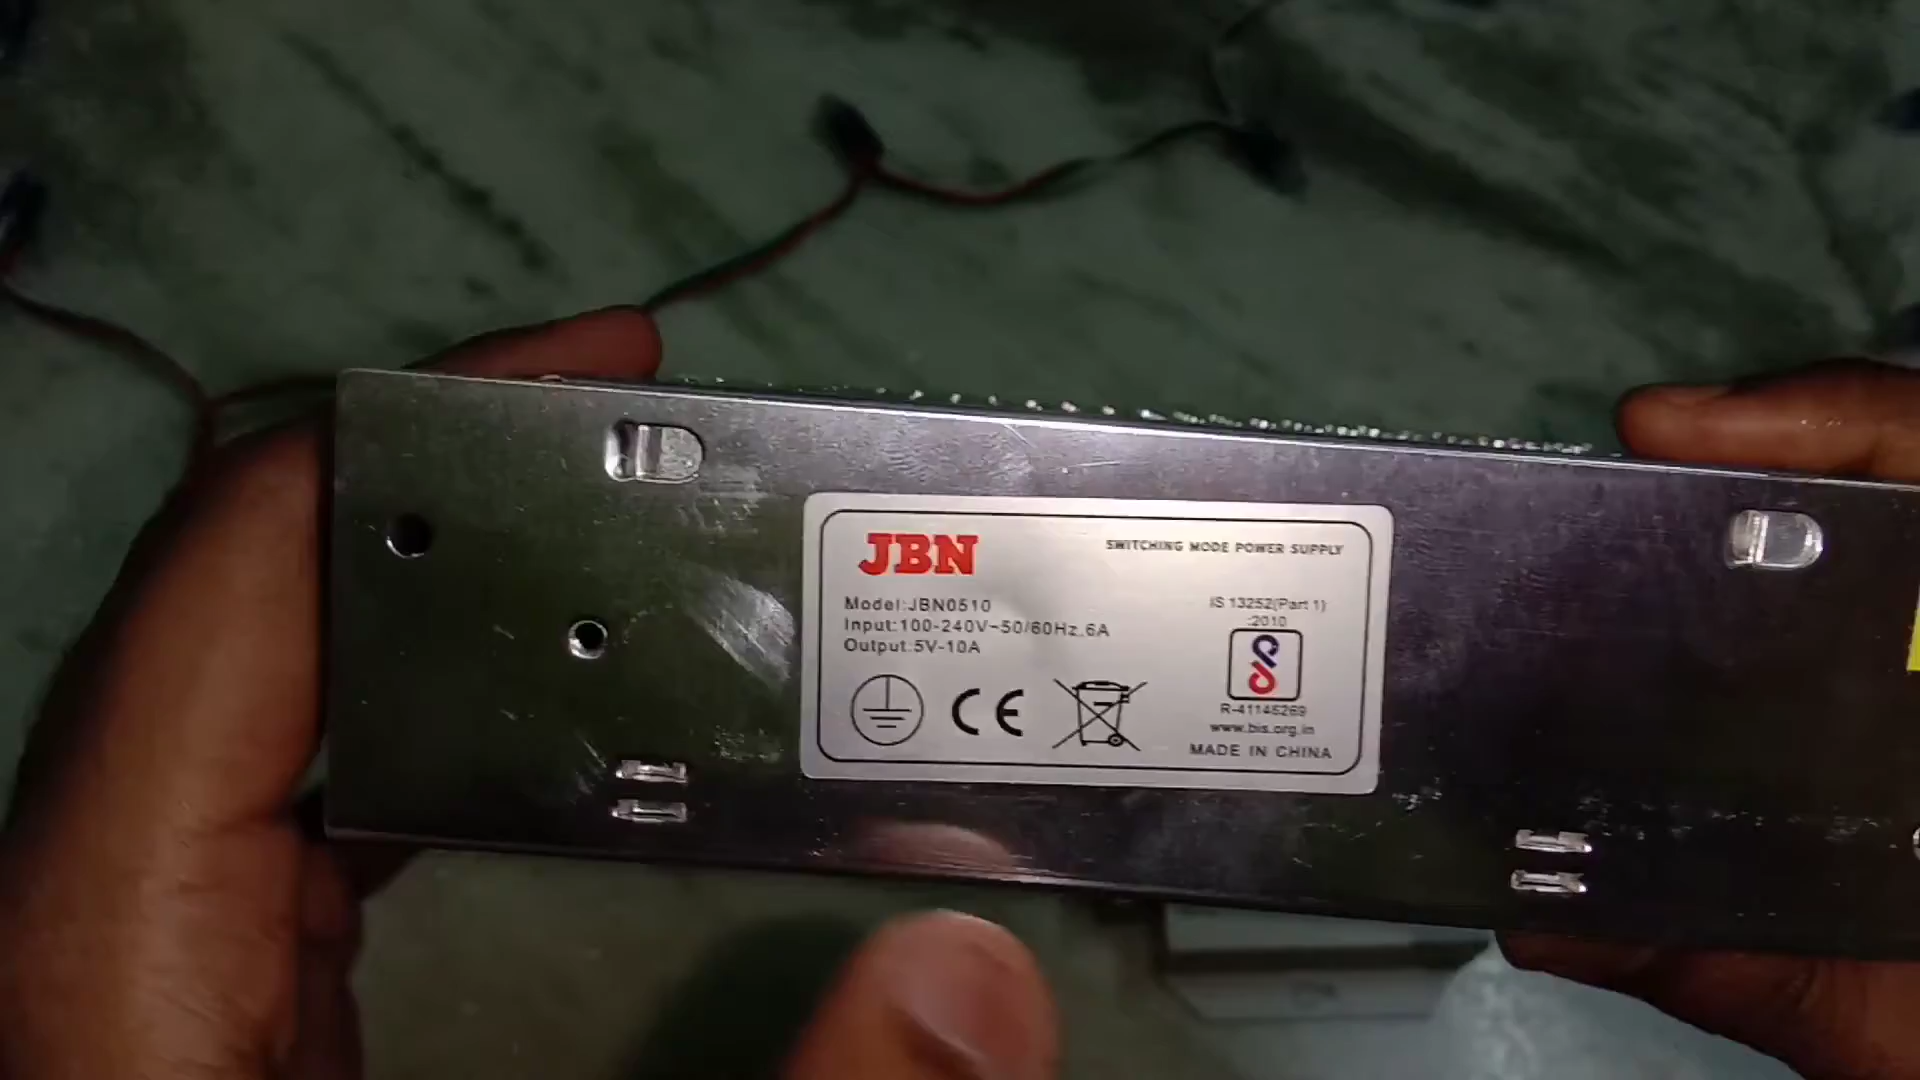 JBN
SWITCHING MODE POWER SUPPLY
Model:JBN0510
Input:100-240V~50/60Hz.6A
Output:5V-10A
IS 13252(Part 1)
:2010
CE
R-41145269
www.bis.org.in
MADE IN CHINA